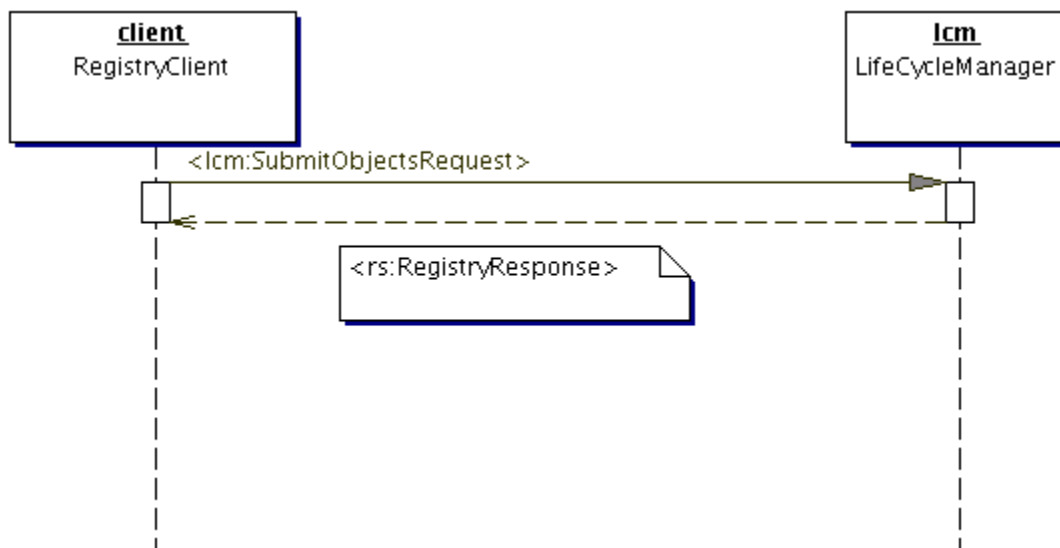 client
RegistryClient
lcm
LifeCycleManager
<lcm:SubmitObjectsRequest>
<rs:RegistryResponse>